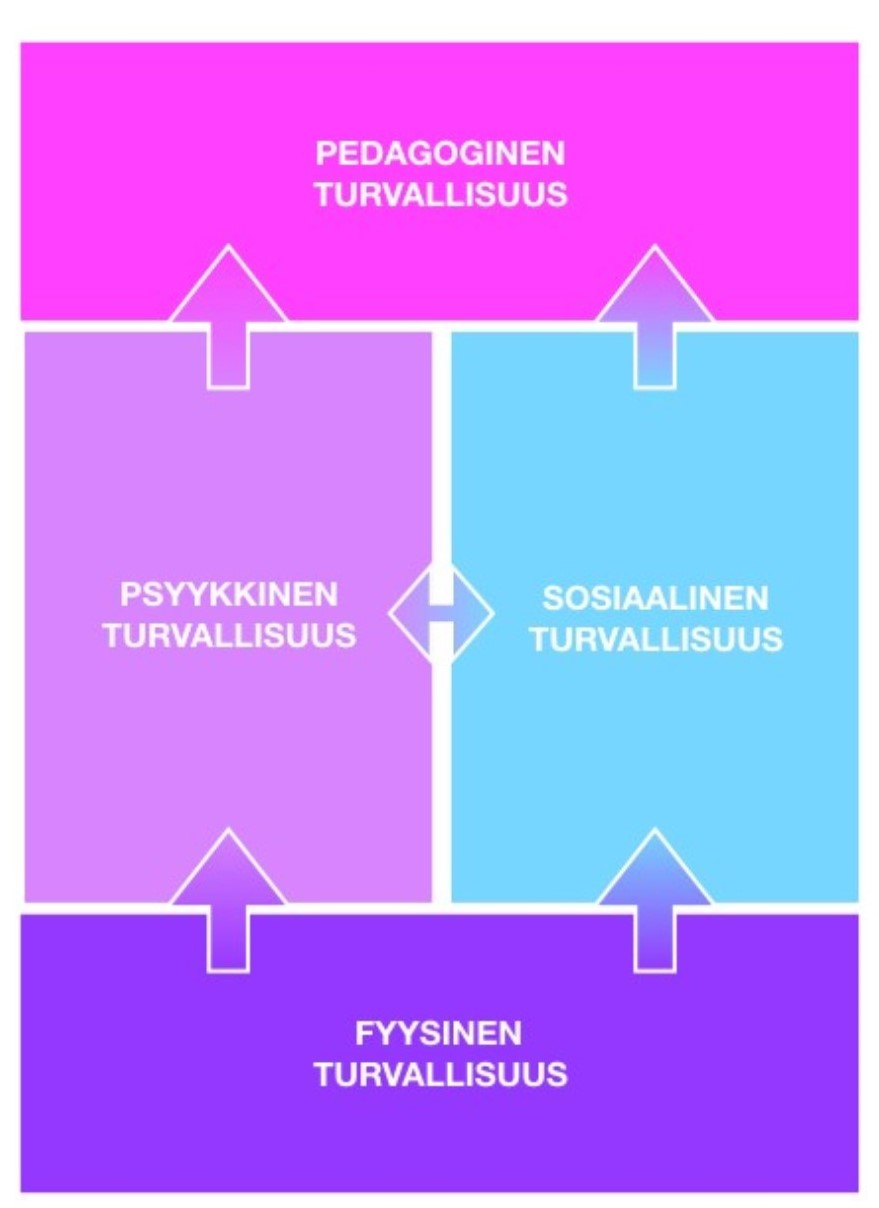 PEDAGOGINEN
TURVALLISUUS
PSYYKKINEN
TURVALLISUUS
SOSIAALINEN
TURVALLISUUS
FYYSINEN
TURVALLISUUS